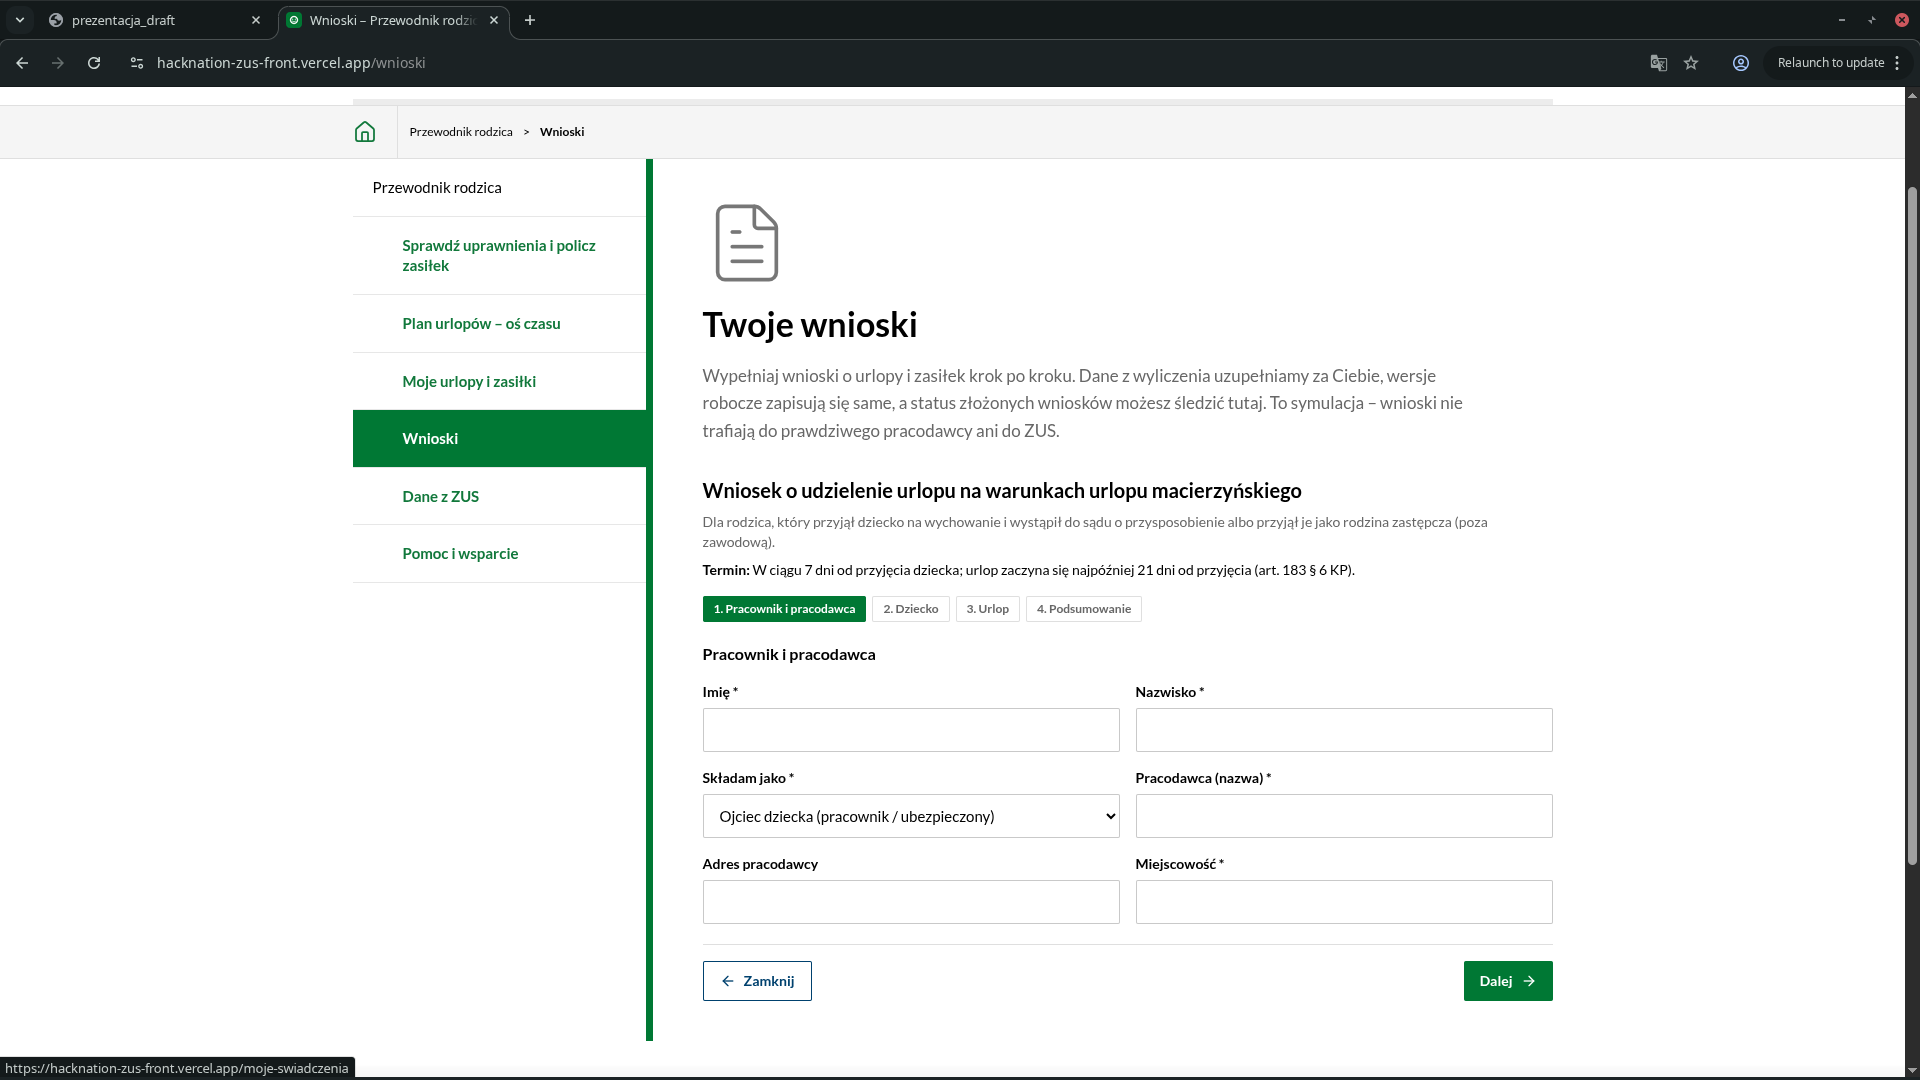 prezentacja_draft
Wnioski – Przewodnik rodzi
hacknation-zus-front.vercel.app/wnioski
Relaunch to update
Przewodnik rodzica > Wnioski
Przewodnik rodzica
Sprawdź uprawnienia i policz
zasiłek
Plan urlopów – oś czasu
Moje urlopy i zasiłki
Wnioski
Dane z ZUS
Pomoc i wsparcie
Twoje wnioski
Wypełniaj wnioski o urlopy i zasiłek krok po kroku. Dane z wyliczenia uzupełniamy za Ciebie, wersje
robocze zapisują się same, a status złożonych wniosków możesz śledzić tutaj. To symulacja – wnioski nie
trafiają do prawdziwego pracodawcy ani do ZUS.
Wniosek o udzielenie urlopu na warunkach urlopu macierzyńskiego
Dla rodzica, który przyjął dziecko na wychowanie i wystąpił do sądu o przysposobienie albo przyjął je jako rodzina zastępcza (poza
zawodową).
Termin: W ciągu 7 dni od przyjęcia dziecka; urlop zaczyna się najpóźniej 21 dni od przyjęcia (art. 183 § 6 KP).
1. Pracownik i pracodawca
2. Dziecko
3. Urlop
4. Podsumowanie
Pracownik i pracodawca
Imię *
Nazwisko *
Składam jako *
Pracodawca (nazwa) *
Ojciec dziecka (pracownik / ubezpieczony)
Adres pracodawcy
Miejscowość *
Zamknij
Dalej
https://hacknation-zus-front.vercel.app/moje-swiadczenia